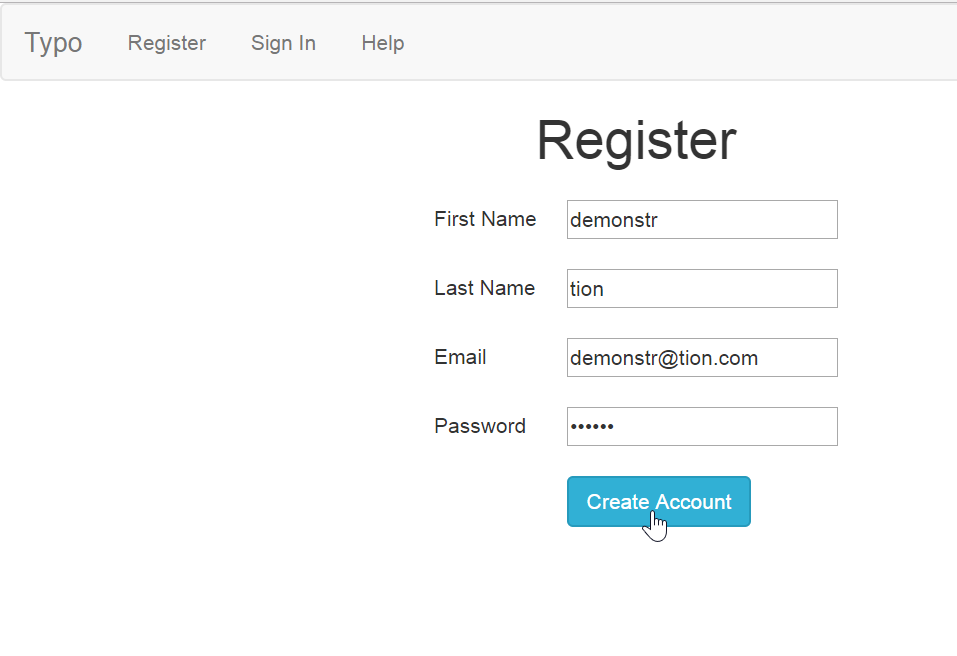 Typo Register Sign In Help
Register
First Name demonstr
Last Name tion
Email demonstr@tion.com
Password ••••••
Create Account